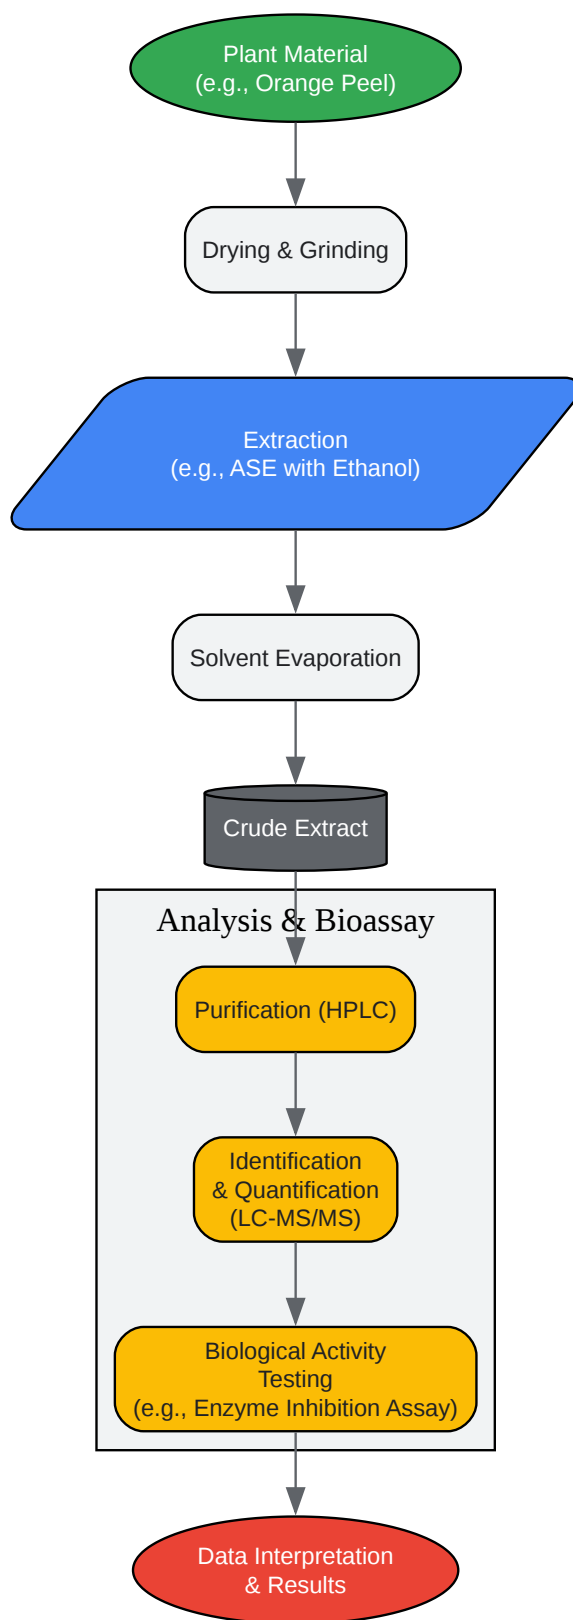 Plant Material
(e.g., Orange Peel)
Drying & Grinding
Extraction
(e.g., ASE with Ethanol)
Solvent Evaporation
Crude Extract
Analysis & Bioassay
Purification (HPLC)
Identification
& Quantification
(LC-MS/MS)
Biological Activity
Testing
(e.g., Enzyme Inhibition Assay)
Data Interpretation
& Results